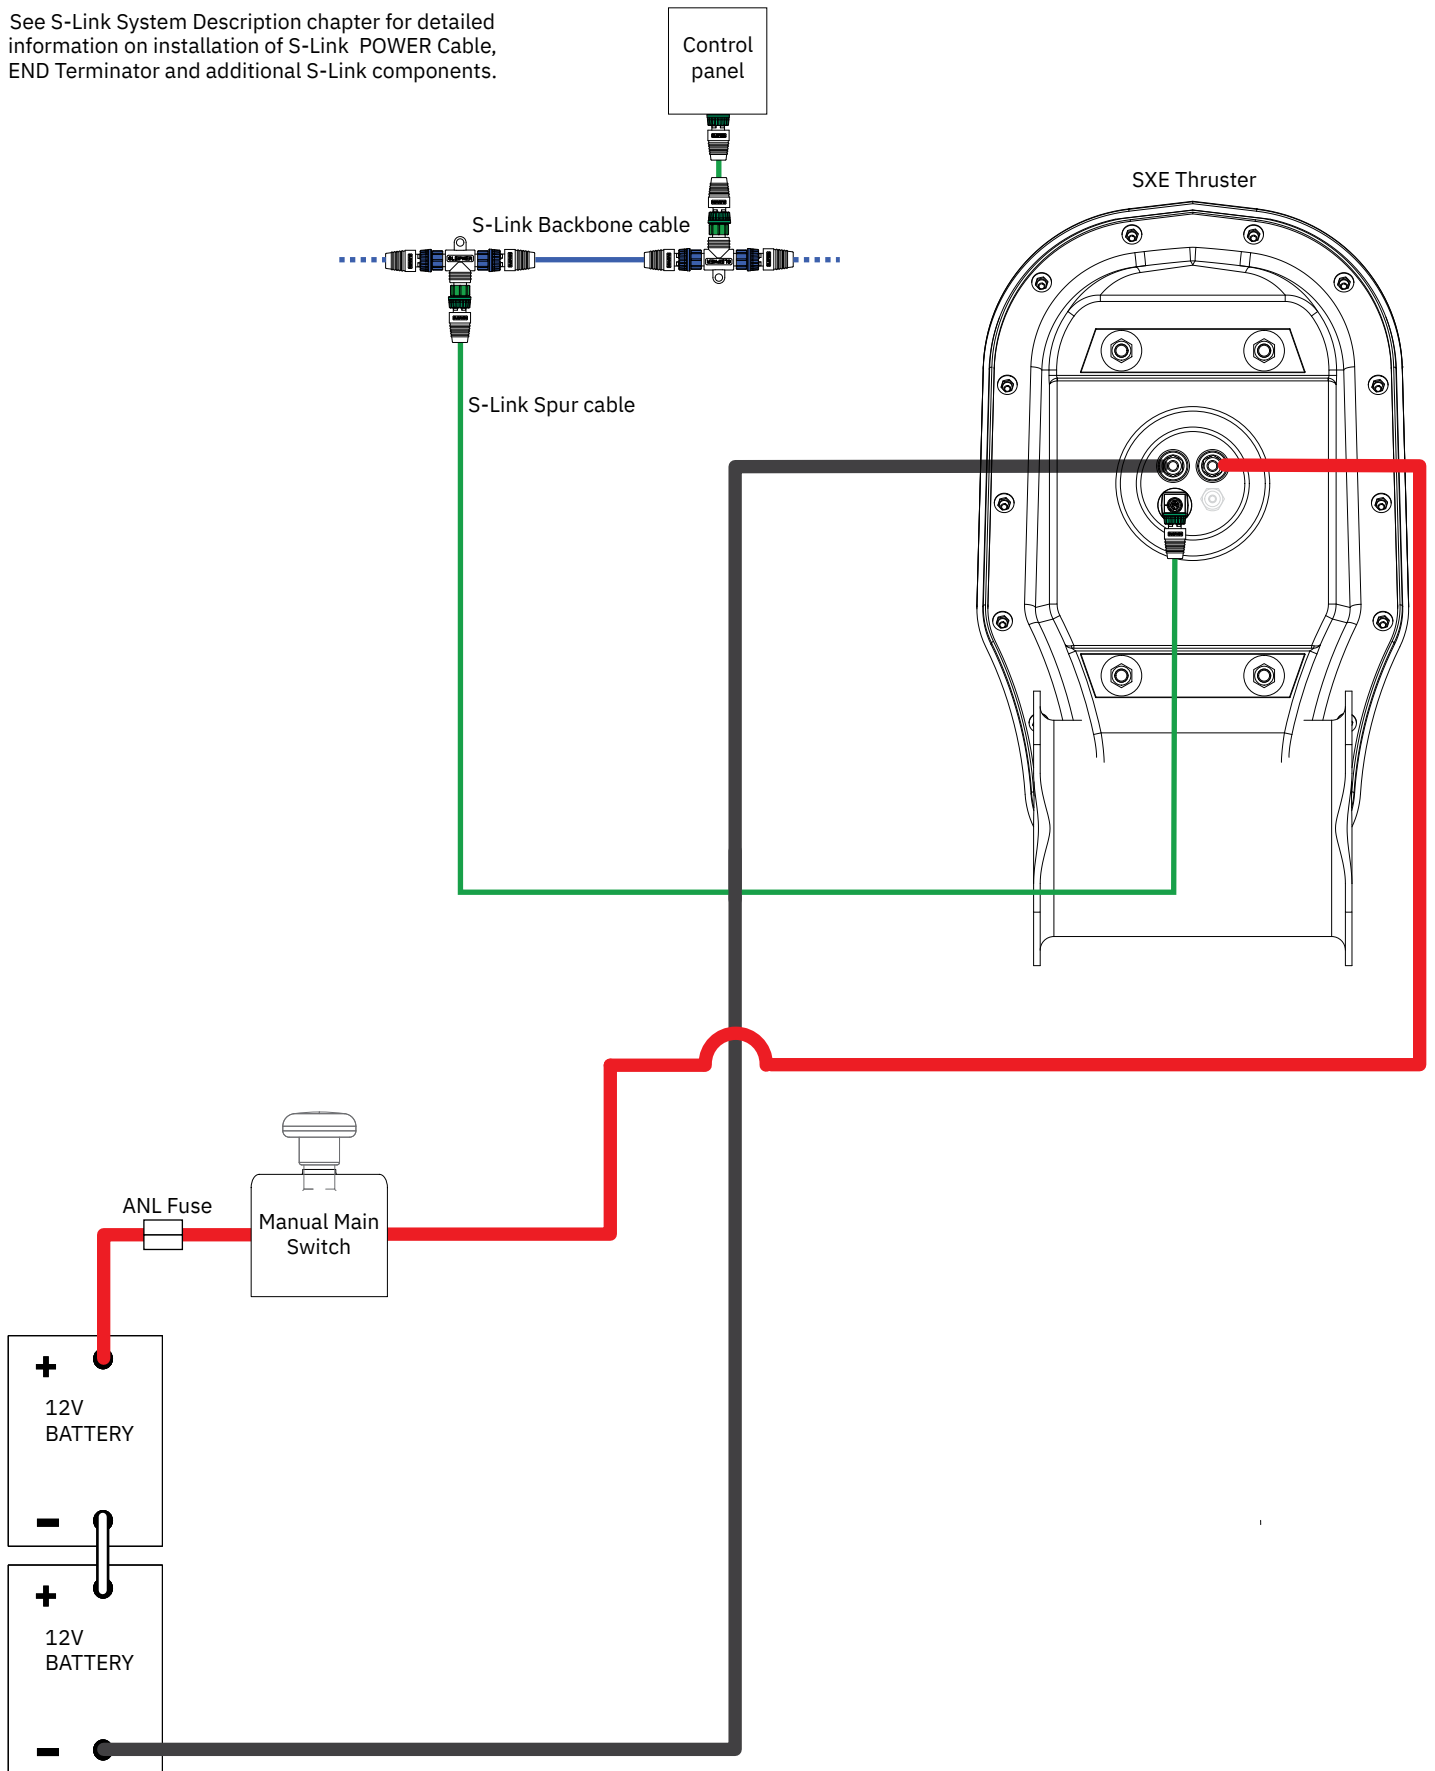 See S-Link System Description chapter for detailed
information on installation of S-Link POWER Cable,
END Terminator and additional S-Link components.
Control
panel
SXE Thruster
S-Link Backbone cable
S-Link Spur cable
ANL Fuse
Manual Main
Switch
+
12V
BATTERY
-
+
12V
BATTERY
-